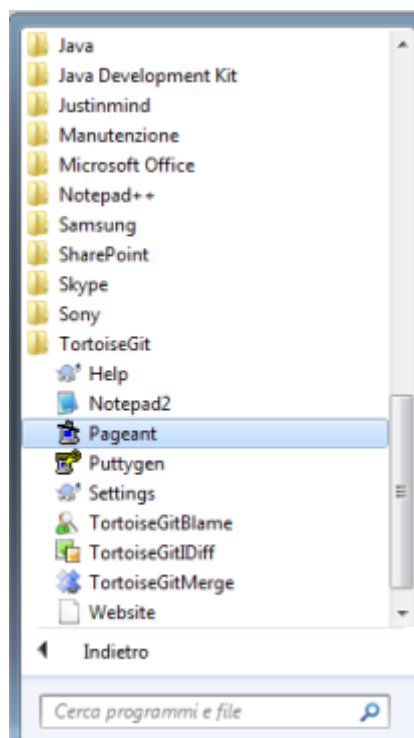 Java
Java Development Kit
Justinmind
Manutenzione
Microsoft Office
Notepad++
Samsung
SharePoint
Skype
Sony
TortoiseGit
Help
Notepad2
Pageant
Puttygen
Settings
TortoiseGitBlame
TortoiseGitIDiff
TortoiseGitMerge
Website
Indietro
Cerca programmi e file